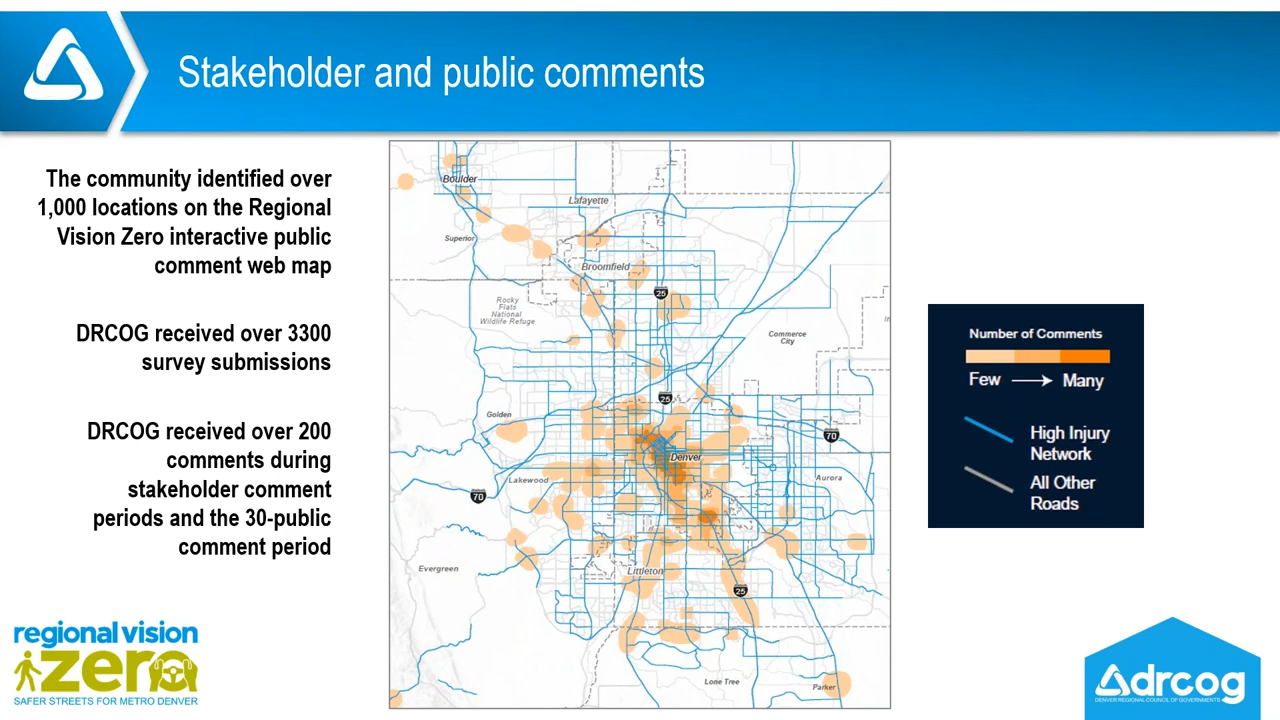 Stakeholder and public comments
The community identified over
1,000 locations on the Regional
Vision Zero interactive public
comment web map
DRCOG received over 3300
survey submissions
DRCOG received over 200
comments during
stakeholder comment
periods and the 30-public
comment period
regional vision
zero
SAFER STREETS FOR METRO DENVER
Boulder
Lafayette
Superior
Broomfield
25
Rocky
Flats
National
Wildlife Refuge
Commerce
City
25
Golden
70
Denver
Lakewood
Aurora
70
Evergreen
Littleton
25
Lone Tree
Parker
Number of Comments
Few Many
High Injury
Network
All Other
Roads
drcog
DENVER REGIONAL COUNCIL OF GOVERNMENTS